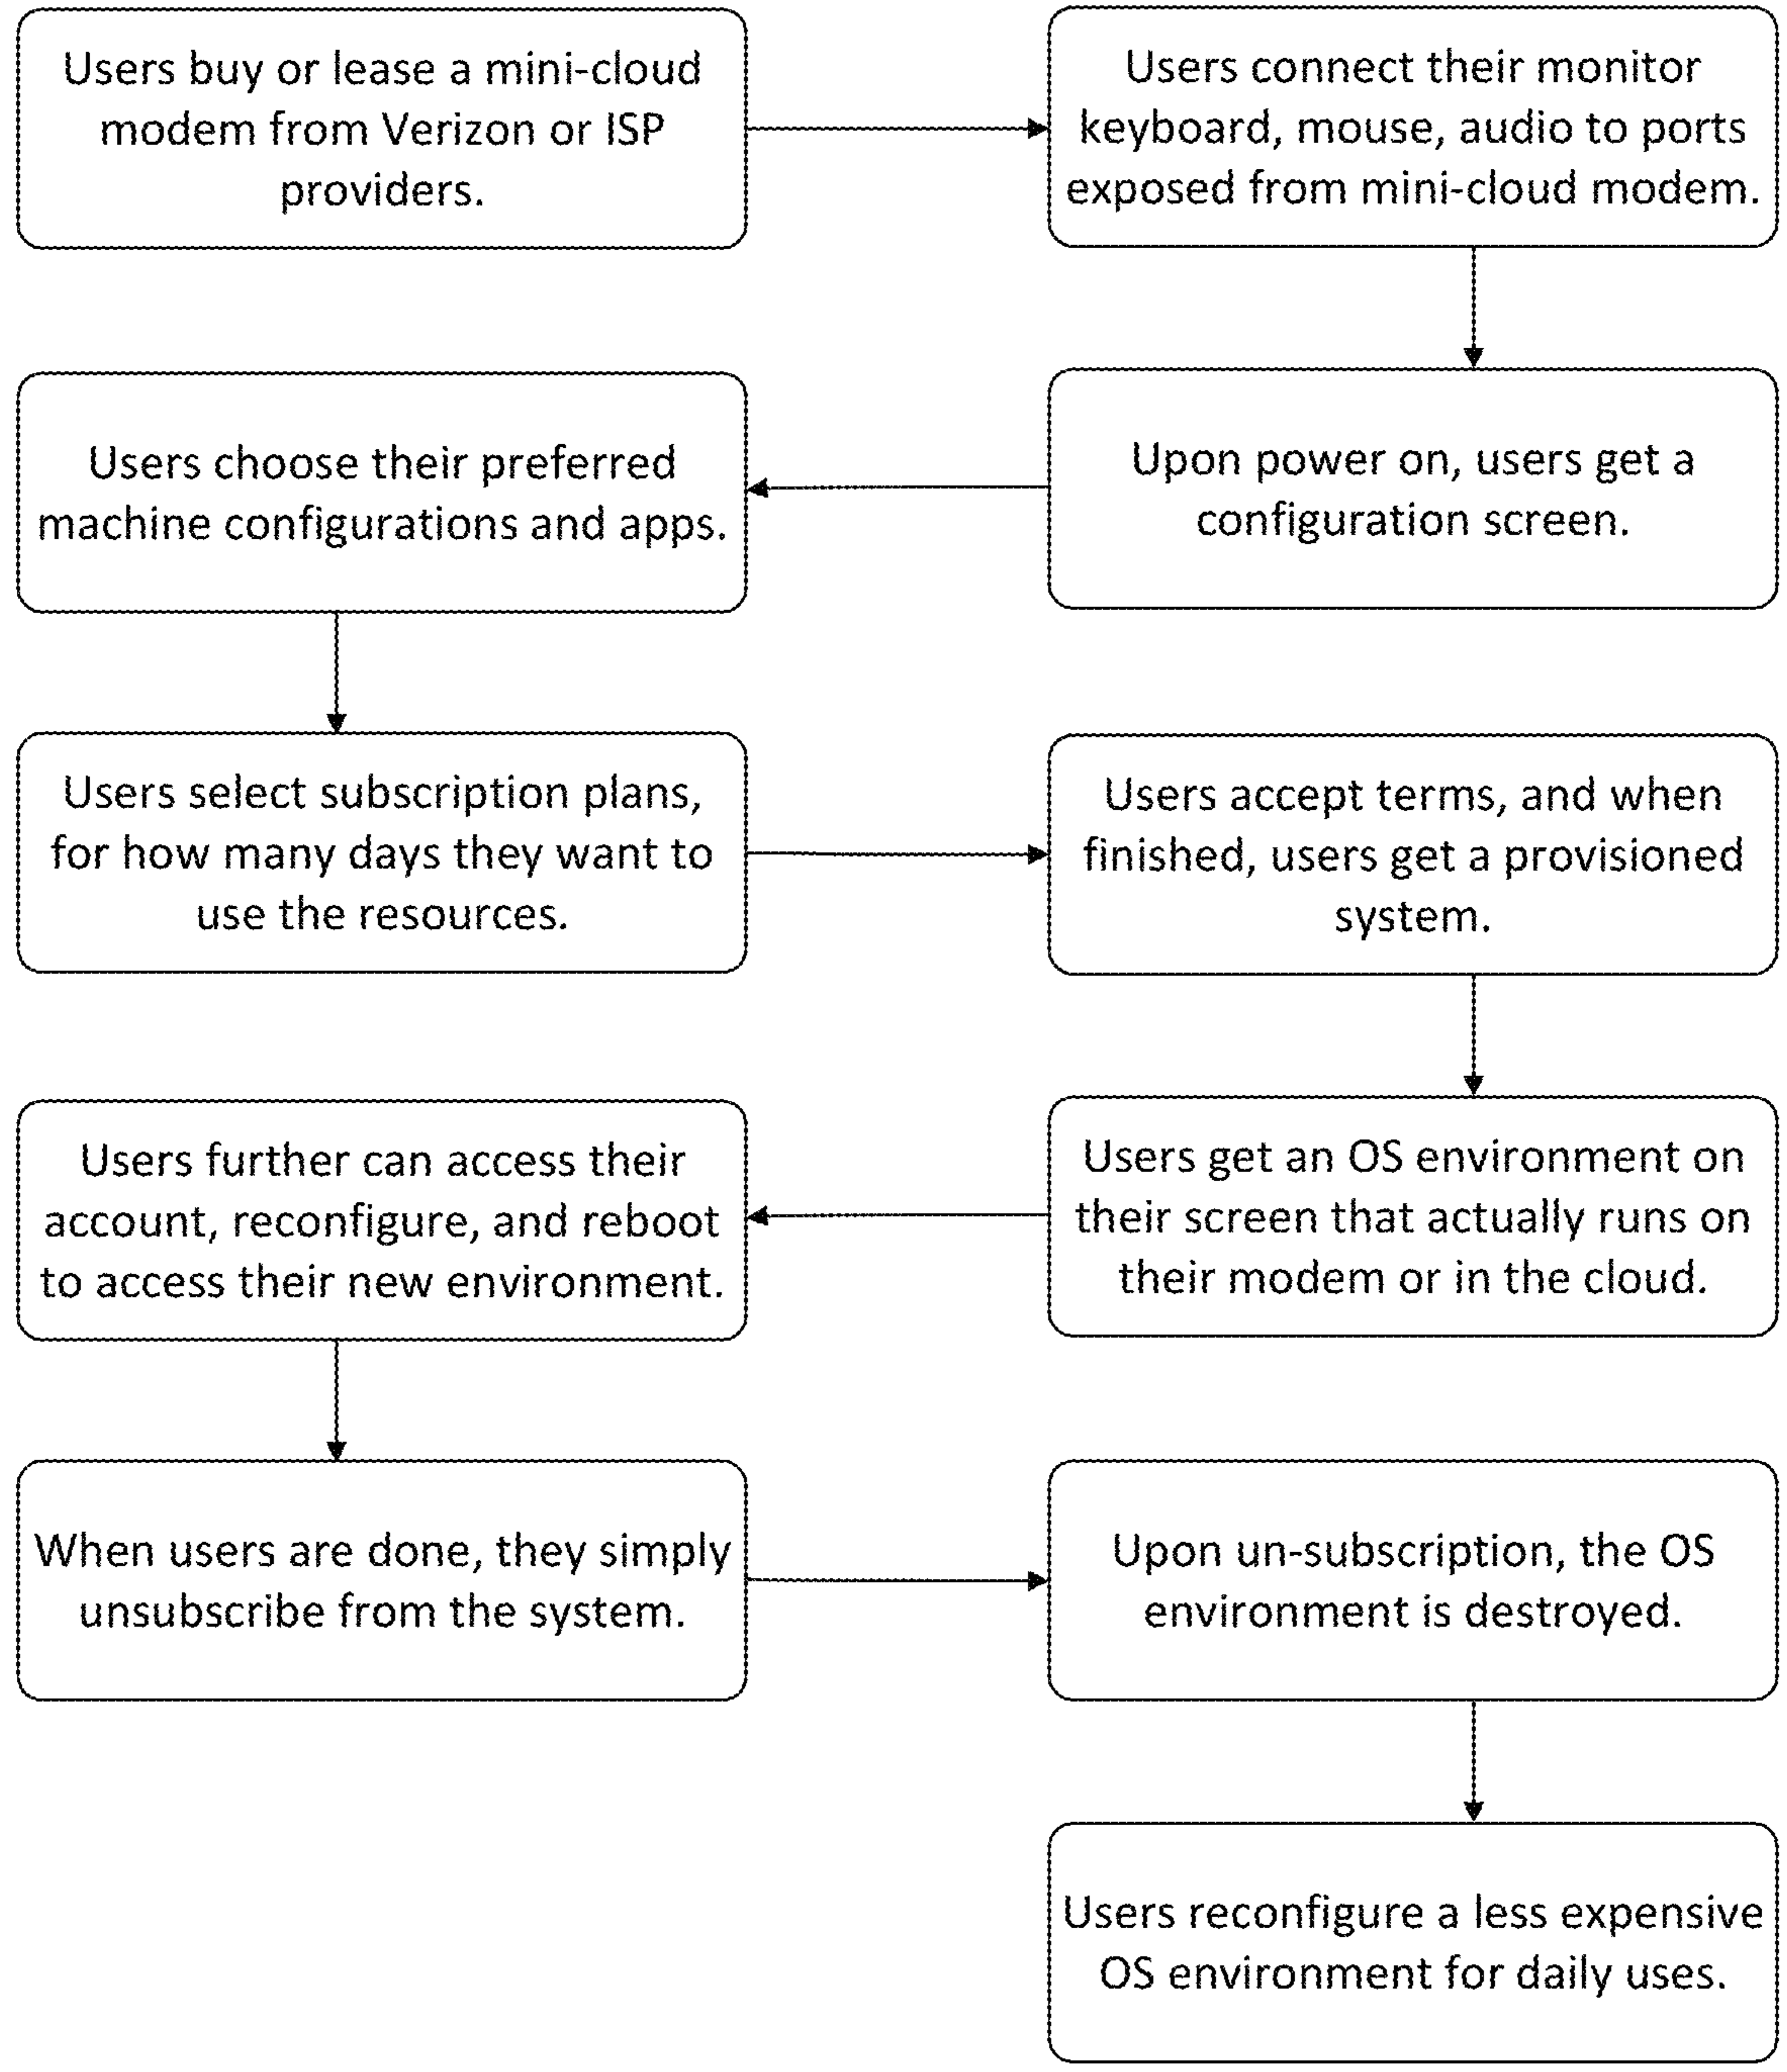 Users buy or lease a mini-cloud
modem from Verizon or ISP
providers.
Users connect their monitor
keyboard, mouse, audio to ports
exposed from mini-cloud modem.
Upon power on, users get a
configuration screen.
Users choose their preferred
machine configurations and apps.
Users select subscription plans,
for how many days they want to
use the resources.
Users accept terms, and when
finished, users get a provisioned
system.
Users get an OS environment on
their screen that actually runs on
their modem or in the cloud.
Users further can access their
account, reconfigure, and reboot
to access their new environment.
When users are done, they simply
unsubscribe from the system.
Upon un-subscription, the OS
environment is destroyed.
Users reconfigure a less expensive
OS environment for daily uses.